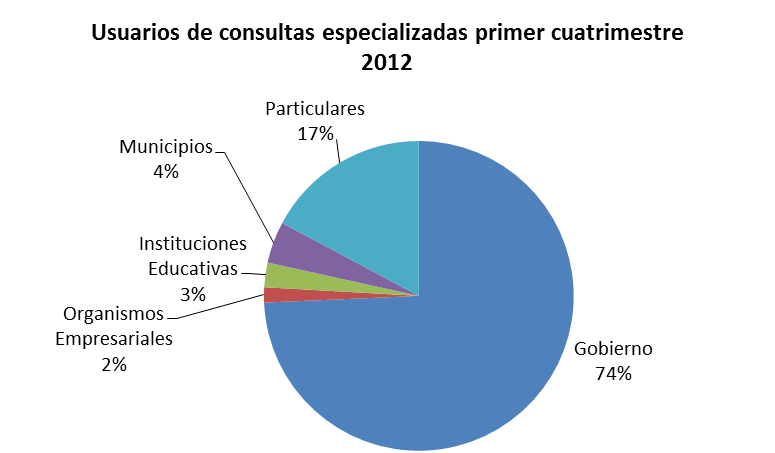 Usuarios de consultas especializadas primer cuatrimestre
2012
Particulares
17%
Municipios
4%
Instituciones
Educativas
3%
Organismos
Empresariales
2%
Gobierno
74%